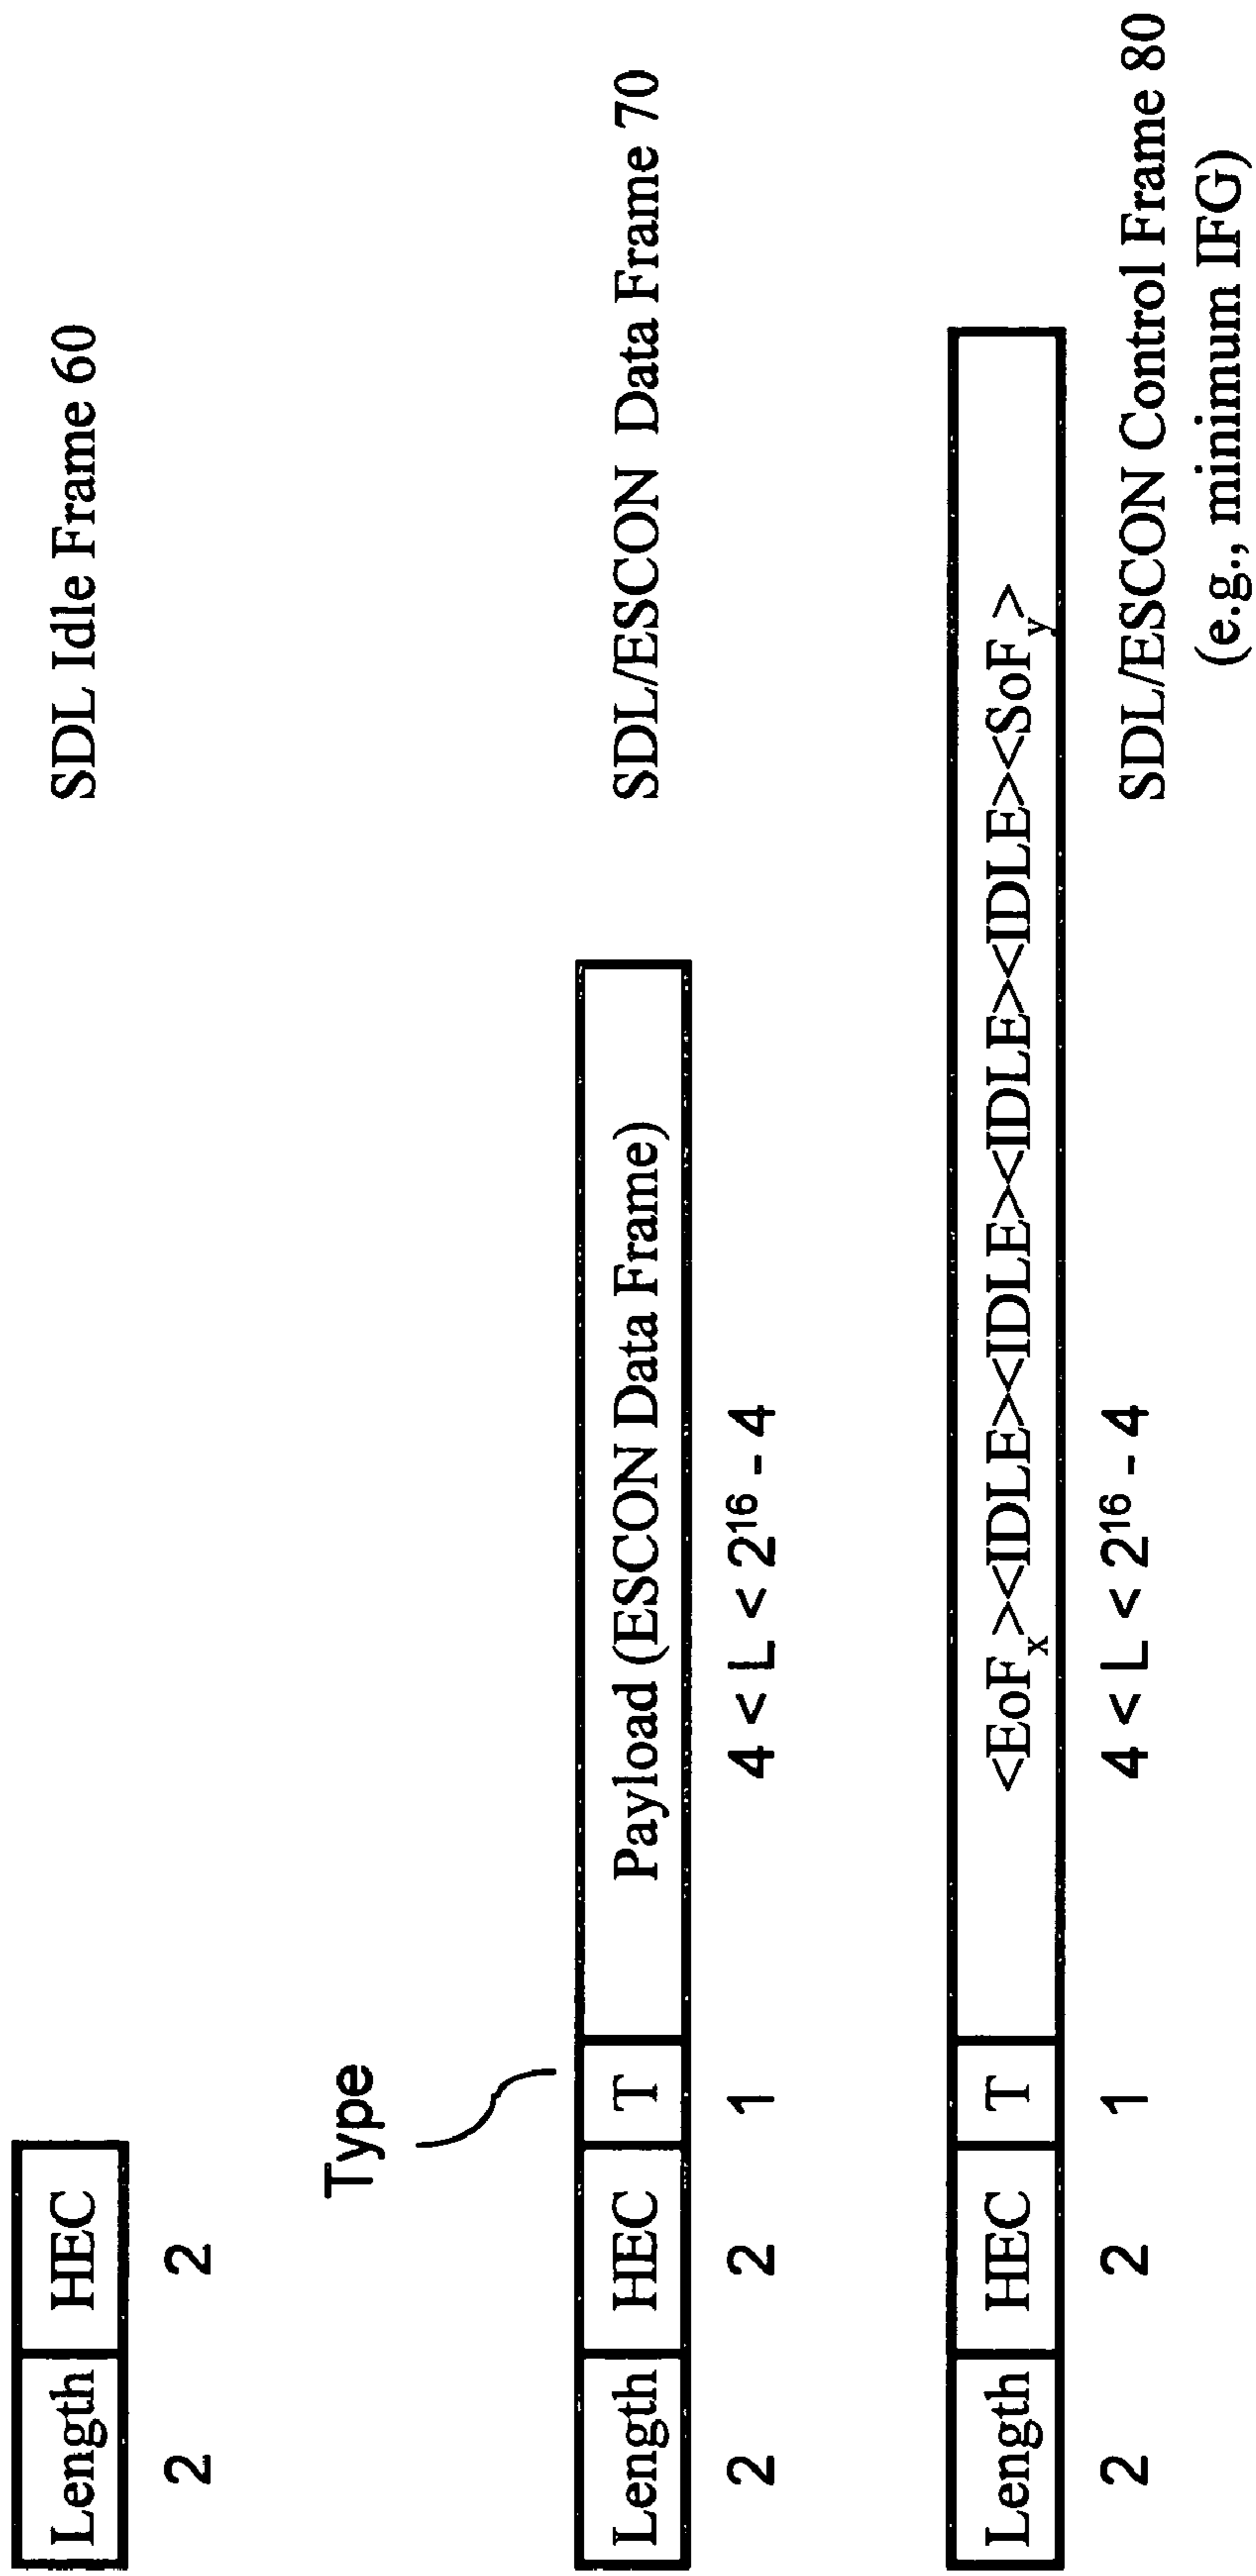 Length HEC SDL Idle Frame 60
2 2
Type
Length HEC T Payload (ESCON Data Frame) SDL/ESCON Data Frame 70
2 2 1 4 < L < 2¹⁶ - 4
Length HEC T <EoFₓ><IDLE><IDLE><IDLE><IDLE><SoFy>
2 2 1 4 < L < 2¹⁶ - 4 SDL/ESCON Control Frame 80
(e.g., minimum IFG)